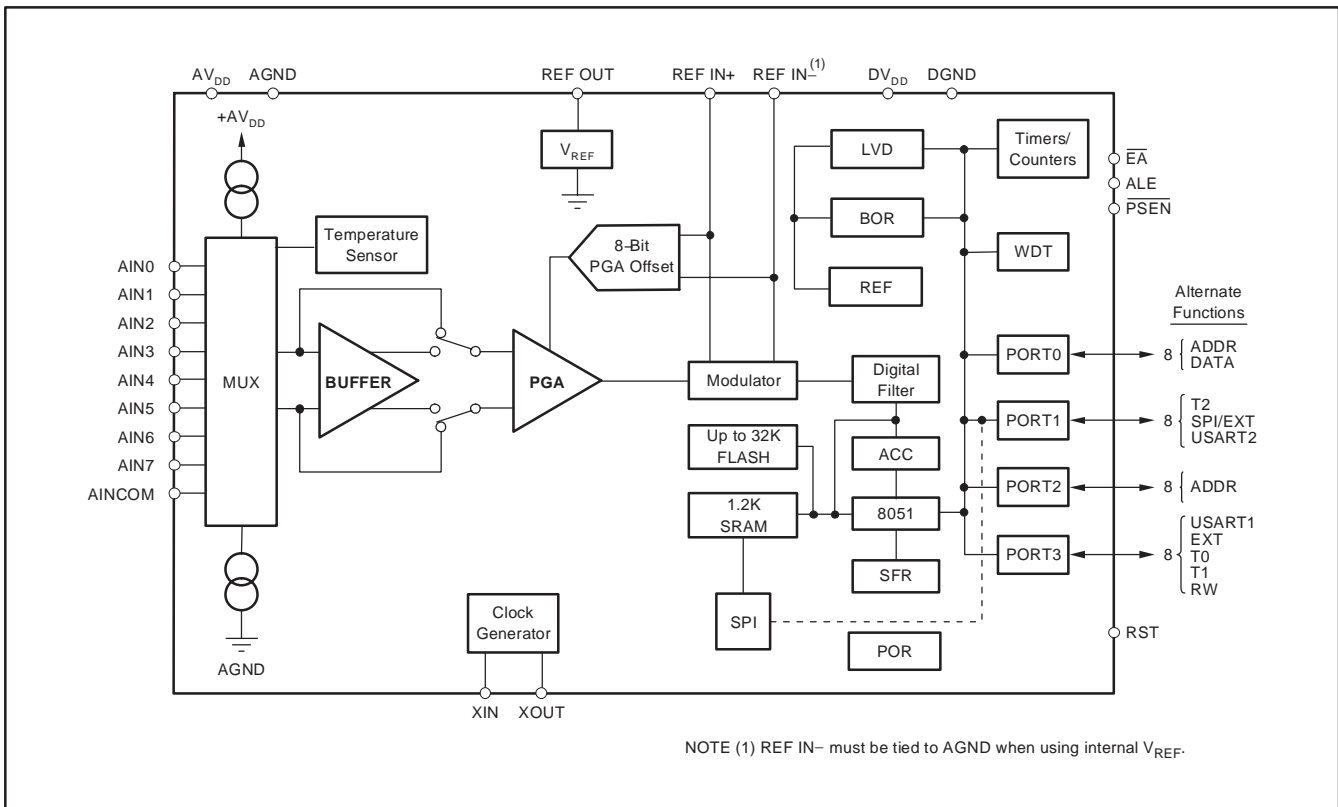 AVDD AGND REF OUT REF IN+ REF IN–(1) DVDD DGND
+AVDD
VREF
LVD
Timers/
Counters
EA
ALE
PSEN
Temperature
Sensor
8–Bit
PGA Offset
BOR
WDT
REF
AIN0
AIN1
AIN2
AIN3
AIN4
AIN5
AIN6
AIN7
AINCOM
MUX
BUFFER
PGA
Modulator
Digital
Filter
Alternate
Functions
PORT0
8
ADDR
DATA
PORT1
8
T2
SPI/EXT
USART2
Up to 32K
FLASH
ACC
PORT2
8
ADDR
1.2K
SRAM
8051
PORT3
8
USART1
EXT
T0
T1
RW
SFR
SPI
POR
RST
Clock
Generator
AGND
XIN XOUT
NOTE (1) REF IN– must be tied to AGND when using internal VREF.